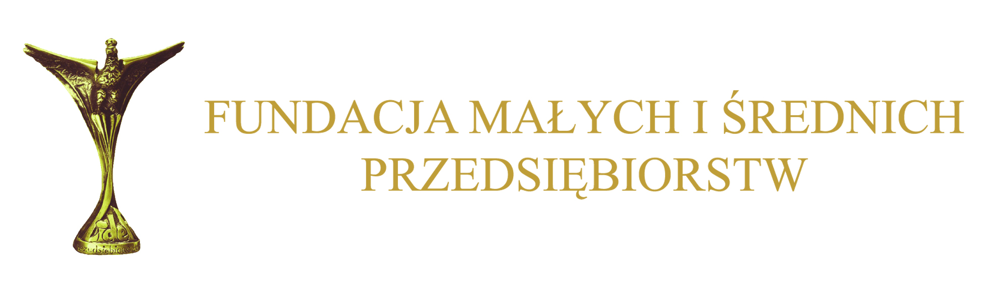 FUNDACJA MAŁYCH I ŚREDNICH
PRZEDSIĘBIORSTW